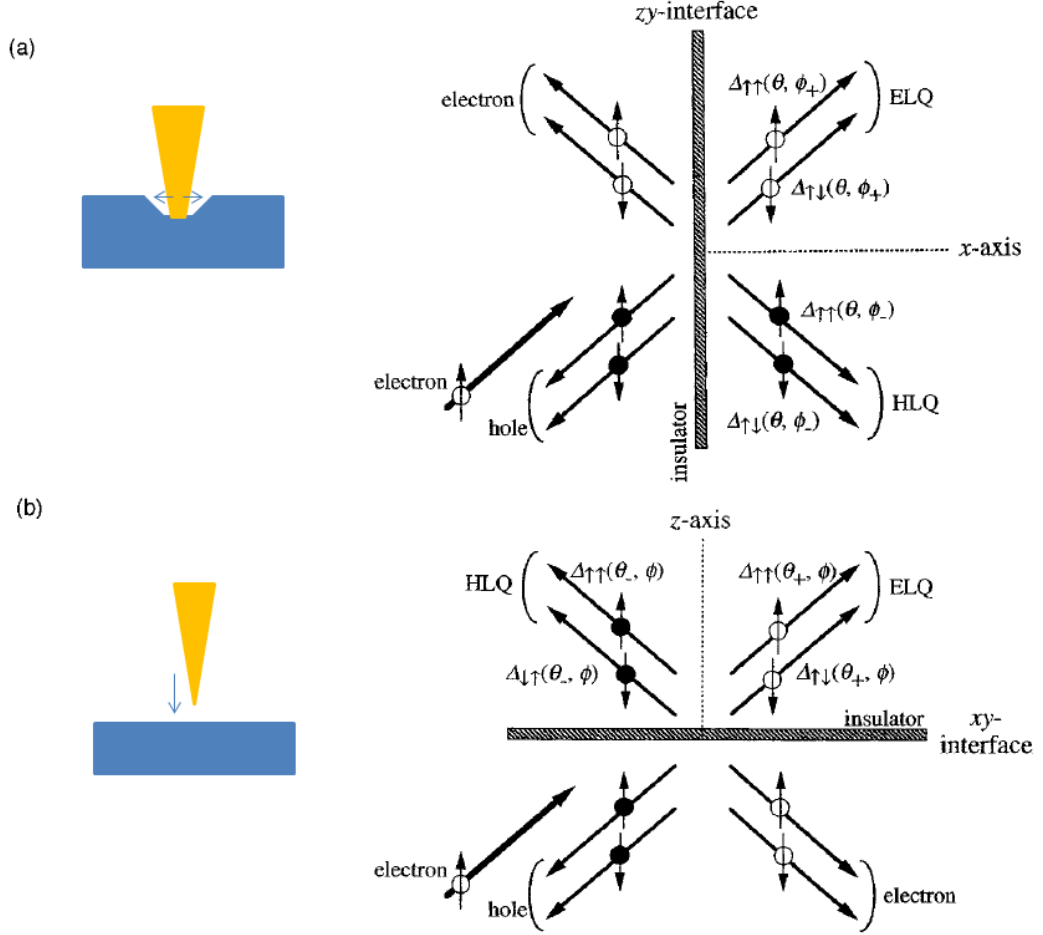 (a)
zy-interface
electron
Δ↑↑(θ, ϕ+)
ELQ
Δ↑↓(θ, ϕ+)
x-axis
Δ↑↑(θ, ϕ-)
electron
hole
HLQ
Δ↑↓(θ, ϕ-)
insulator
(b)
z-axis
HLQ
Δ↑↑(θ-, ϕ)
Δ↑↑(θ+, ϕ)
ELQ
Δ↓↑(θ-, ϕ)
Δ↑↓(θ+, ϕ)
insulator
xy-
interface
electron
hole
electron